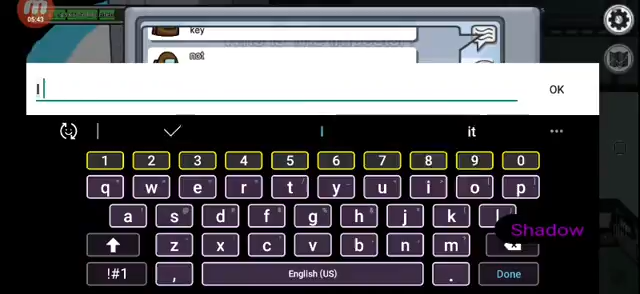 05:43
key
not
I
OK
I
it
1 2 3 4 5 6 7 8 9 0
q w e r t y u i o p
a s d f g h j k l
Shadow
z x c v b n m
!#1 , English (US) . Done